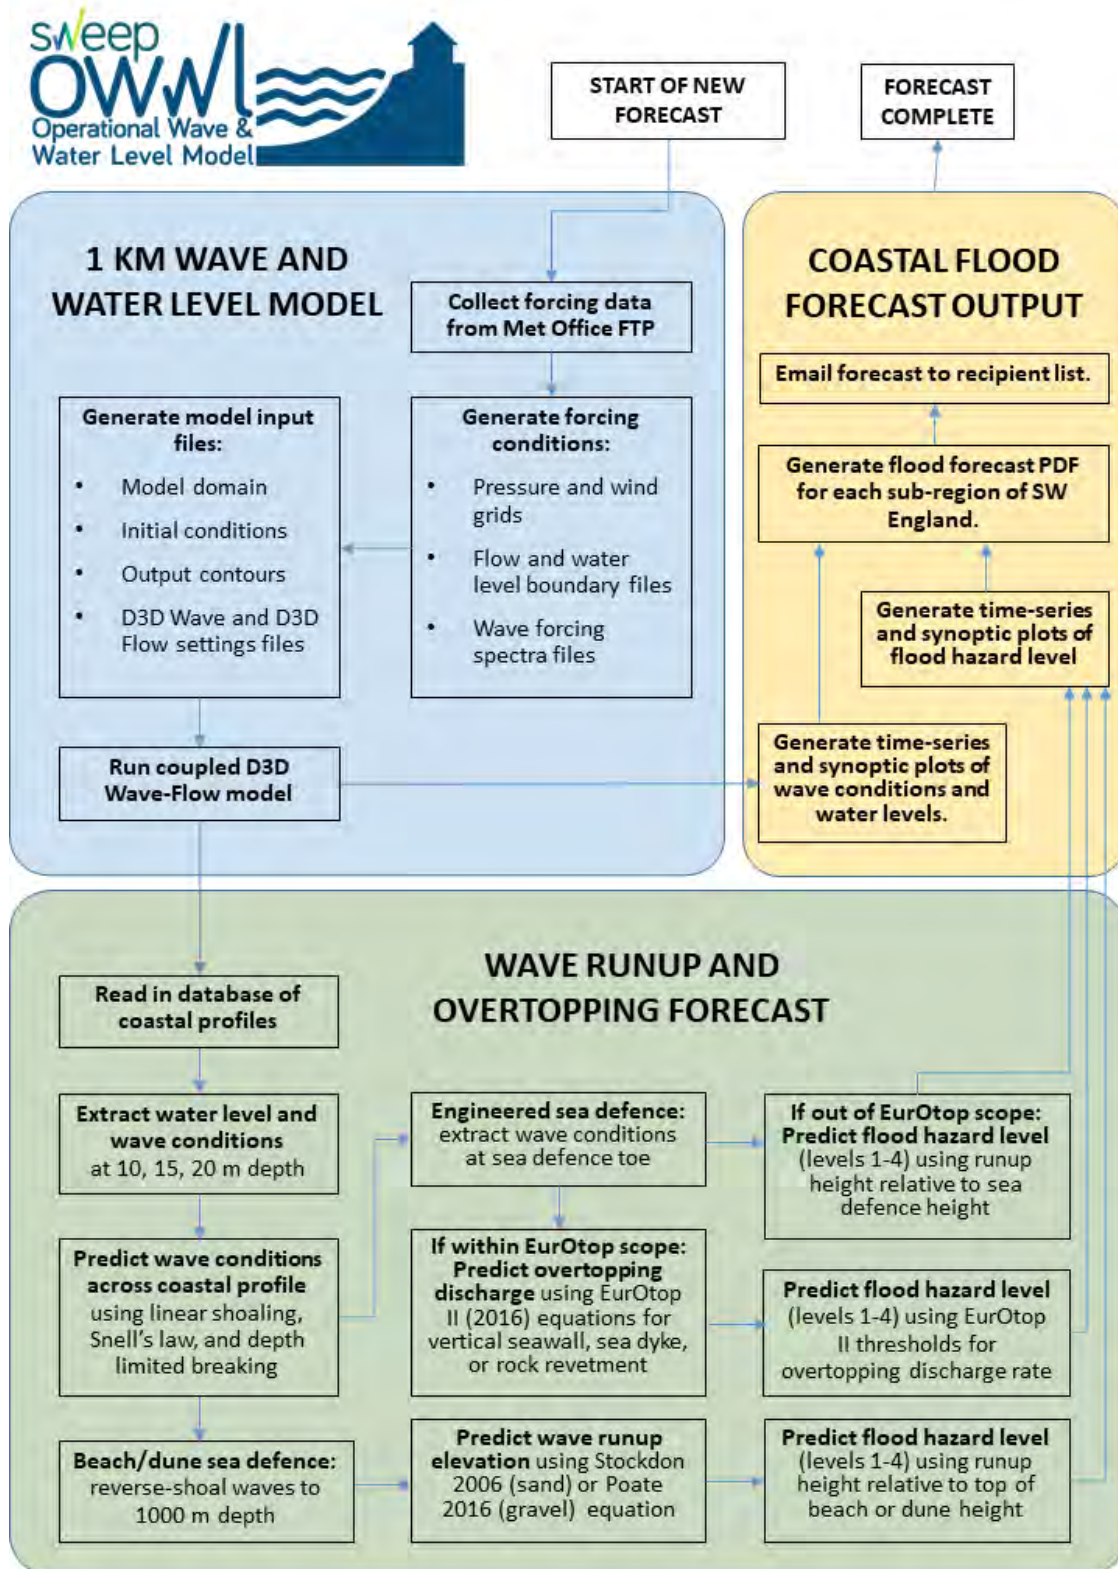 sweep
OWWL
Operational Wave &
Water Level Model
START OF NEW
FORECAST
FORECAST
COMPLETE
1 KM WAVE AND
WATER LEVEL MODEL
Collect forcing data
from Met Office FTP
Generate model input
files:
• Model domain
• Initial conditions
• Output contours
• D3D Wave and D3D
Flow settings files
Generate forcing
conditions:
• Pressure and wind
grids
• Flow and water
level boundary files
• Wave forcing
spectra files
Run coupled D3D
Wave-Flow model
COASTAL FLOOD
FORECAST OUTPUT
Email forecast to recipient list.
Generate flood forecast PDF
for each sub-region of SW
England.
Generate time-series
and synoptic plots of
flood hazard level
Generate time-series
and synoptic plots of
wave conditions and
water levels.
WAVE RUNUP AND
OVERTOPPING FORECAST
Read in database of
coastal profiles
Extract water level and
wave conditions
at 10, 15, 20 m depth
Predict wave conditions
across coastal profile
using linear shoaling,
Snell's law, and depth
limited breaking
Beach/dune sea defence:
reverse-shoal waves to
1000 m depth
Engineered sea defence:
extract wave conditions
at sea defence toe
If within EurOtop scope:
Predict overtopping
discharge using EurOtop
II (2016) equations for
vertical seawall, sea dyke,
or rock revetment
Predict wave runup
elevation using Stockdon
2006 (sand) or Poate
2016 (gravel) equation
If out of EurOtop scope:
Predict flood hazard level
(levels 1-4) using runup
height relative to sea
defence height
Predict flood hazard level
(levels 1-4) using EurOtop
II thresholds for
overtopping discharge rate
Predict flood hazard level
(levels 1-4) using runup
height relative to top of
beach or dune height